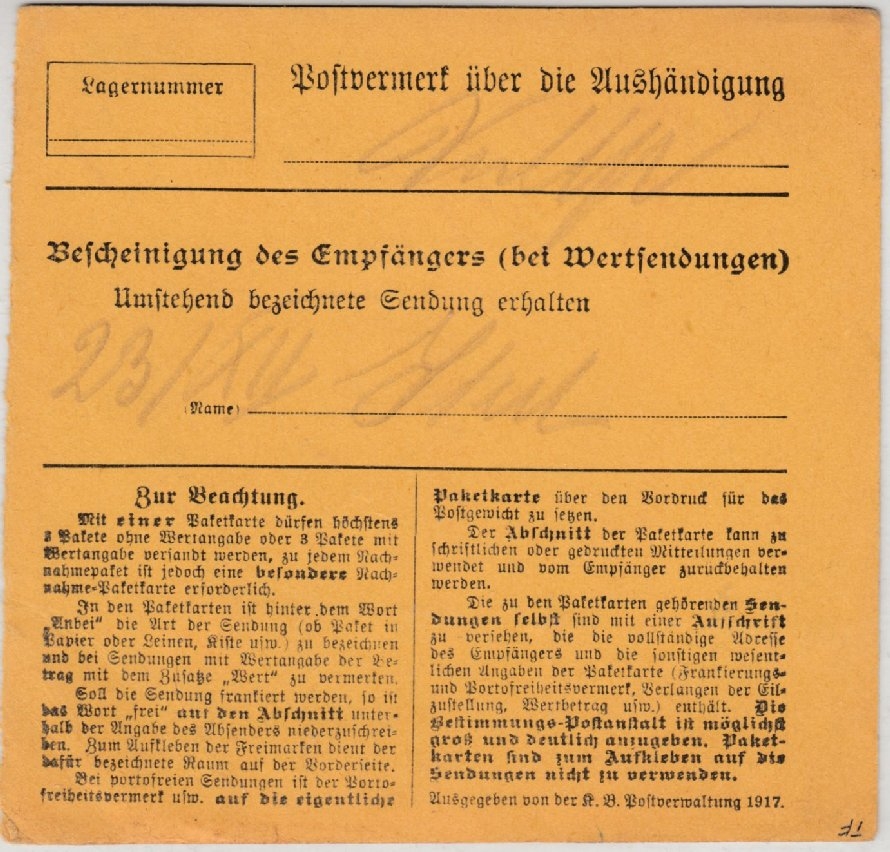 Lagernummer
Postvermerk über die Aushändigung
Bescheinigung des Empfängers (bei Wertsendungen)
Umstehend bezeichnete Sendung erhalten
23/
(Name)
Zur Beachtung.
Mit einer Paketkarte dürfen höchstens
3 Pakete ohne Wertangabe oder 3 Pakete mit
Wertangabe versandt werden, zu jedem Nach-
nahmepaket ist jedoch eine besondere Nach-
nahme-Paketkarte erforderlich.
In den Paketkarten ist hinter dem Wort
„Anbei“ die Art der Sendung (ob Paket in
Papier oder Leinen, Kiste usw.) zu bezeichnen
und bei Sendungen mit Wertangabe der Be-
trag mit dem Zusatze „Wert“ zu vermerken.
Soll die Sendung frankiert werden, so ist
das Wort „frei“ auf den Abschnitt unter-
halb der Angabe des Absenders niederzuschrei-
ben. Zum Aufkleben der Freimarken dient der
dafür bezeichnete Raum auf der Vorderseite.
Bei portofreien Sendungen ist der Porto-
freiheitsvermerk usw. auf die eigentliche
Paketkarte über den Vordruck für das
Postgewicht zu setzen.
Der Abschnitt der Paketkarte kann zu
schriftlichen oder gedruckten Mitteilungen ver-
wendet und vom Empfänger zurückbehalten
werden.
Die zu den Paketkarten gehörenden Sen-
dungen selbst sind mit einer Aufschrift
zu versehen, die die vollständige Adresse
des Empfängers und die sonstigen wesent-
lichen Angaben der Paketkarte (Frankierungs-
und Portofreiheitsvermerk, Verlangen der Eil-
zustellung, Wertbetrag usw.) enthält. Die
Bestimmungs-Postanstalt ist möglichst
groß und deutlich anzugeben. Paket-
karten sind zum Aufkleben auf die
Sendungen nicht zu verwenden.
Ausgegeben von der K. B. Postverwaltung 1917.